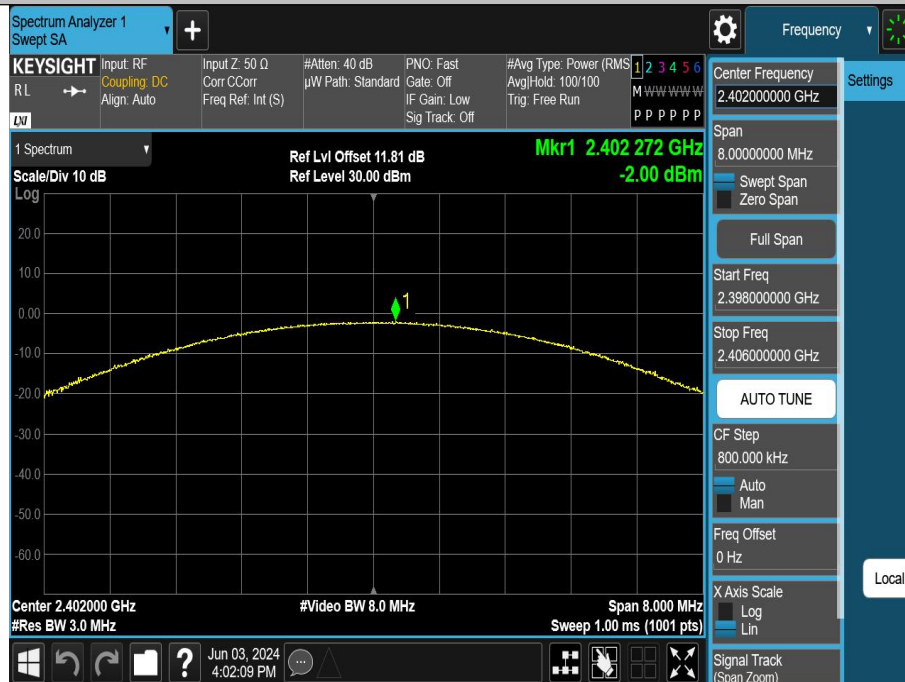 Spectrum Analyzer 1
Swept SA
+
Frequency
KEYSIGHT
RL
LXI
Input: RF
Coupling: DC
Align: Auto
Input Z: 50 Ω
Corr CCorr
Freq Ref: Int (S)
#Atten: 40 dB
µW Path: Standard
PNO: Fast
Gate: Off
IF Gain: Low
Sig Track: Off
#Avg Type: Power (RMS
Avg|Hold: 100/100
Trig: Free Run
1 2 3 4 5 6
M W W W W W
P P P P P P
1 Spectrum
Scale/Div 10 dB
Log
Ref Lvl Offset 11.81 dB
Ref Level 30.00 dBm
Mkr1 2.402 272 GHz
-2.00 dBm
20.0
10.0
0.00
-10.0
-20.0
-30.0
-40.0
-50.0
-60.0
1
Center 2.402000 GHz
#Res BW 3.0 MHz
#Video BW 8.0 MHz
Span 8.000 MHz
Sweep 1.00 ms (1001 pts)
?
Jun 03, 2024
4:02:09 PM
Center Frequency
2.402000000 GHz
Span
8.00000000 MHz
Swept Span
Zero Span
Full Span
Start Freq
2.398000000 GHz
Stop Freq
2.406000000 GHz
AUTO TUNE
CF Step
800.000 kHz
Auto
Man
Freq Offset
0 Hz
X Axis Scale
Log
Lin
Signal Track
(Span Zoom)
Settings
Local